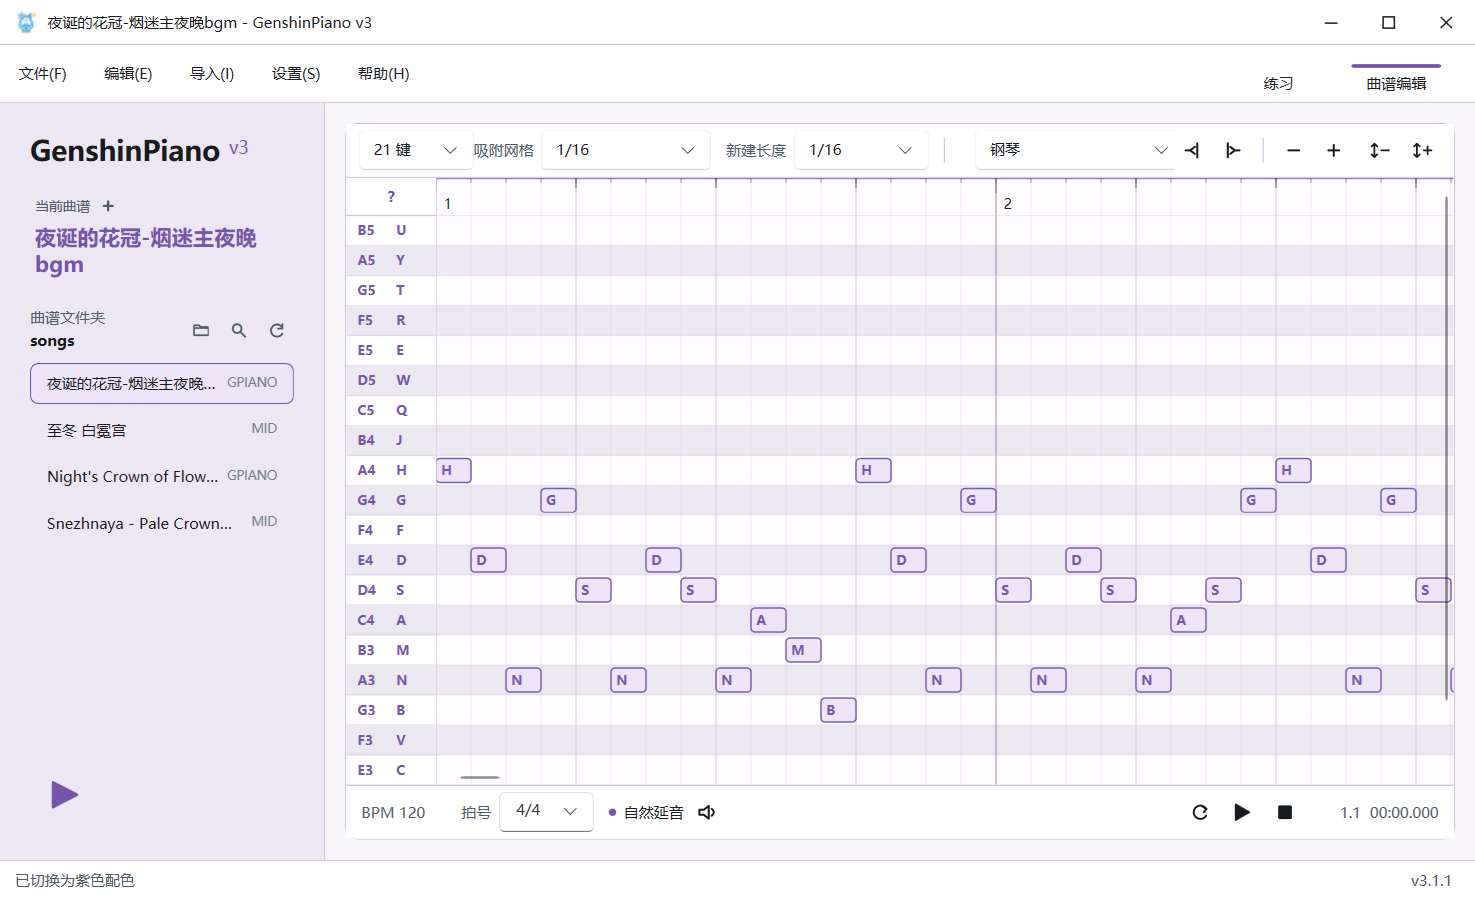 夜诞的花冠-烟迷主夜晚bgm - GenshinPiano v3
文件(F) 编辑(E) 导入(I) 设置(S) 帮助(H)
练习 曲谱编辑
GenshinPiano v3
当前曲谱
夜诞的花冠-烟迷主夜晚
bgm
曲谱文件夹
songs
夜诞的花冠-烟迷主夜晚... GPIANO
至冬 白冕宫 MID
Night's Crown of Flow... GPIANO
Snezhnaya - Pale Crown... MID
21 键 吸附网格 1/16 新建长度 1/16 钢琴
? 1 2
B5 U
A5 Y
G5 T
F5 R
E5 E
D5 W
C5 Q
B4 J
A4 H H H H
G4 G G G G G
F4 F
E4 D D D D D D
D4 S S S S S S S
C4 A A A
B3 M M
A3 N N N N N N N N
G3 B B
F3 V
E3 C
BPM 120 拍号 4/4 自然延音 1.1 00:00.000
已切换为紫色配色 v3.1.1